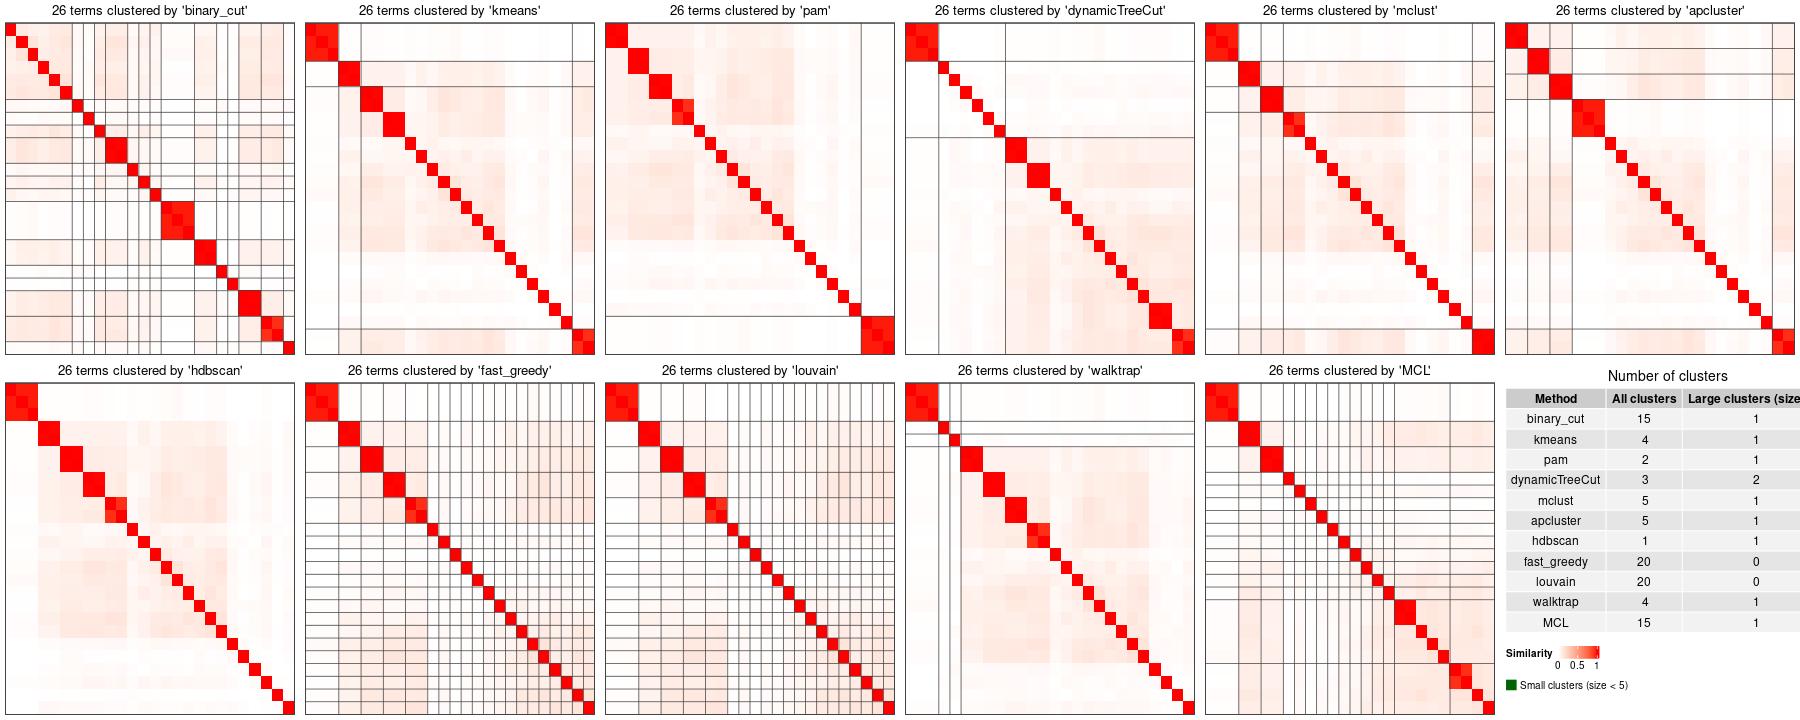 26 terms clustered by 'binary_cut'
26 terms clustered by 'kmeans'
26 terms clustered by 'pam'
26 terms clustered by 'dynamicTreeCut'
26 terms clustered by 'mclust'
26 terms clustered by 'apcluster'
26 terms clustered by 'hdbscan'
26 terms clustered by 'fast_greedy'
26 terms clustered by 'louvain'
26 terms clustered by 'walktrap'
26 terms clustered by 'MCL'
Number of clusters
Method All clusters Large clusters (size
binary_cut 15 1
kmeans 4 1
pam 2 1
dynamicTreeCut 3 2
mclust 5 1
apcluster 5 1
hdbscan 1 1
fast_greedy 20 0
louvain 20 0
walktrap 4 1
MCL 15 1
Similarity
0 0.5 1
Small clusters (size < 5)